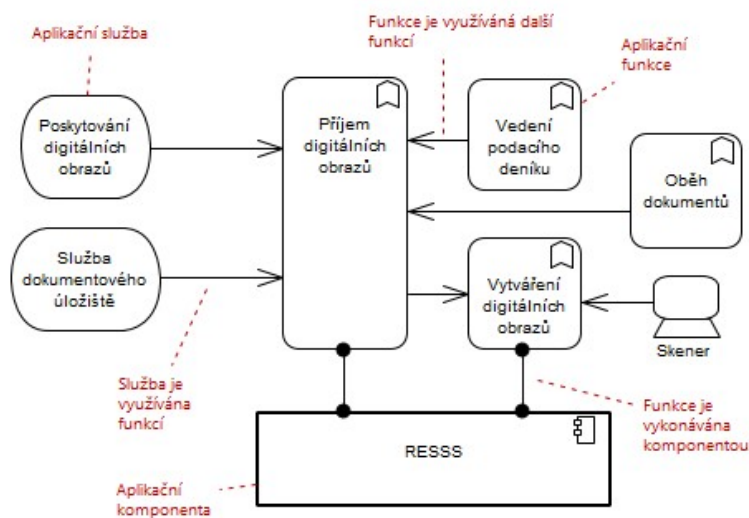 Aplikační služba
Funkce je využíváná další
funkcí
Aplikační
funkce
Poskytování
digitálních
obrazů
Příjem
digitálních
obrazů
Vedení
podacího
deníku
Oběh
dokumentů
Služba
dokumentového
úložiště
Vytváření
digitálních
obrazů
Skener
Služba je
využívána
funkcí
Funkce je
vykonávána
komponentou
RESSS
Aplikační
komponenta